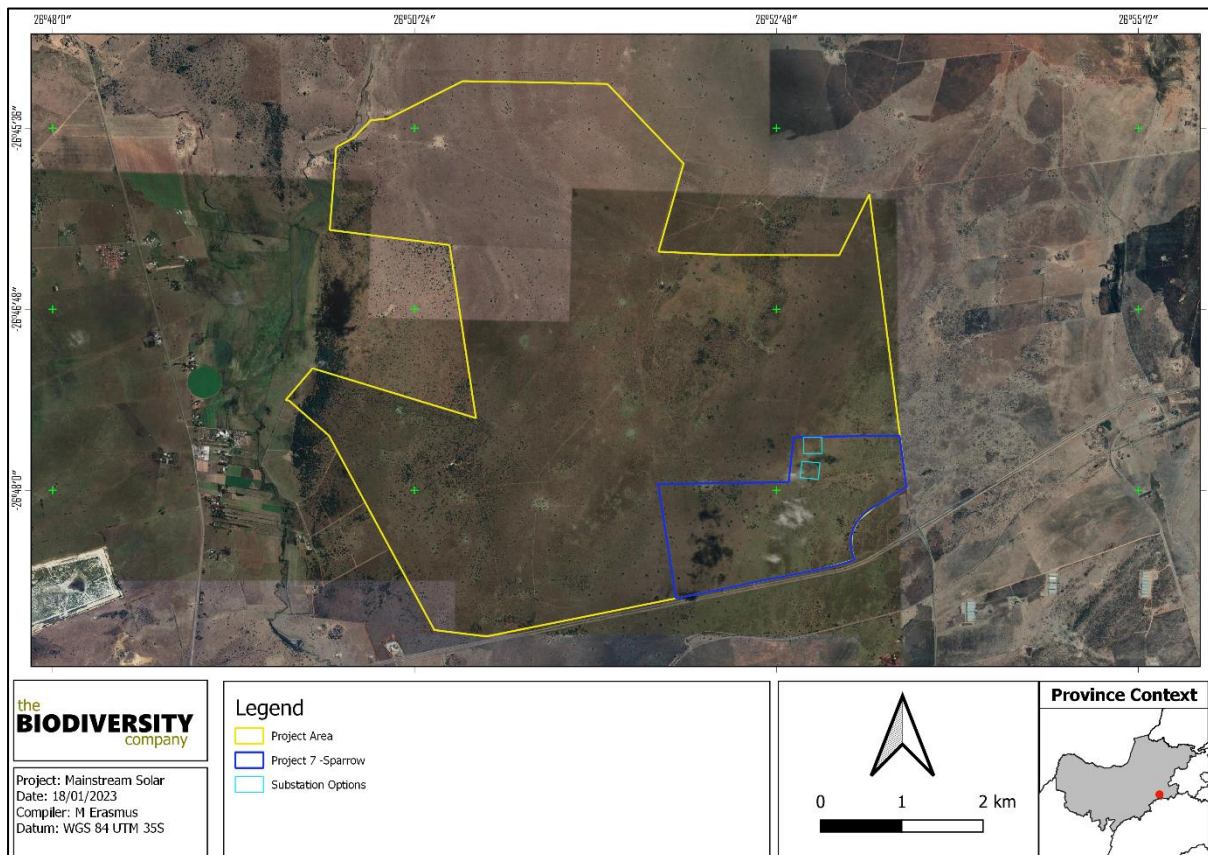 26°48'0"
26°50'24"
26°52'48"
26°55'12"
-26°45'36"
-26°46'48"
-26°48'0"
the
BIODIVERSITY
company
Project: Mainstream Solar
Date: 18/01/2023
Compiler: M Erasmus
Datum: WGS 84 UTM 35S
Legend
Project Area
Project 7 -Sparrow
Substation Options
0 1 2 km
Province Context